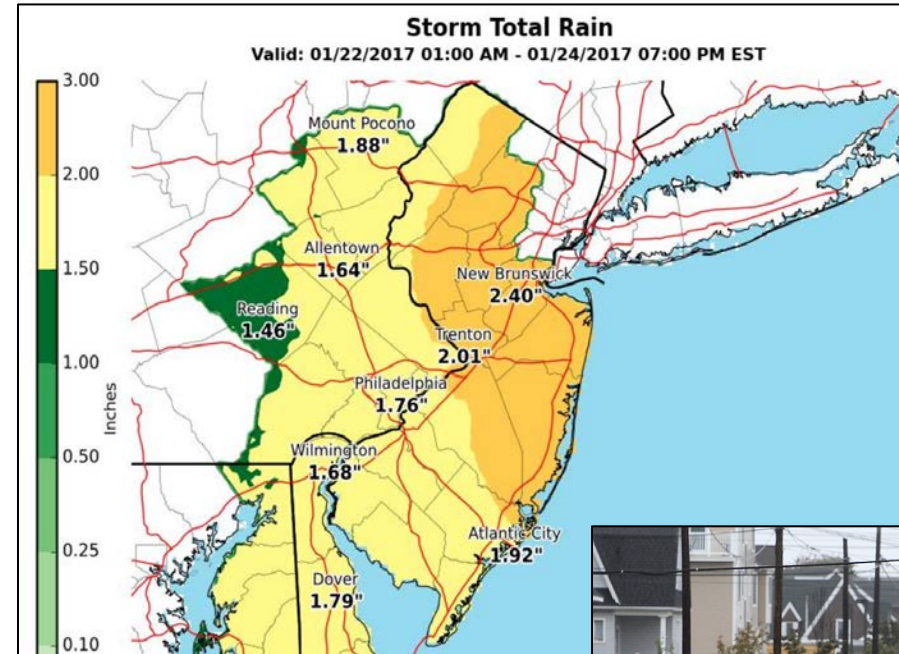 Storm Total Rain
Valid: 01/22/2017 01:00 AM - 01/24/2017 07:00 PM EST
3.00
2.00
1.50
1.00
0.50
0.25
0.10
Inches
Mount Pocono
1.88"
Allentown
1.64"
New Brunswick
2.40"
Reading
1.46"
Trenton
2.01"
Philadelphia
1.76"
Wilmington
1.68"
Atlantic City
1.92"
Dover
1.79"